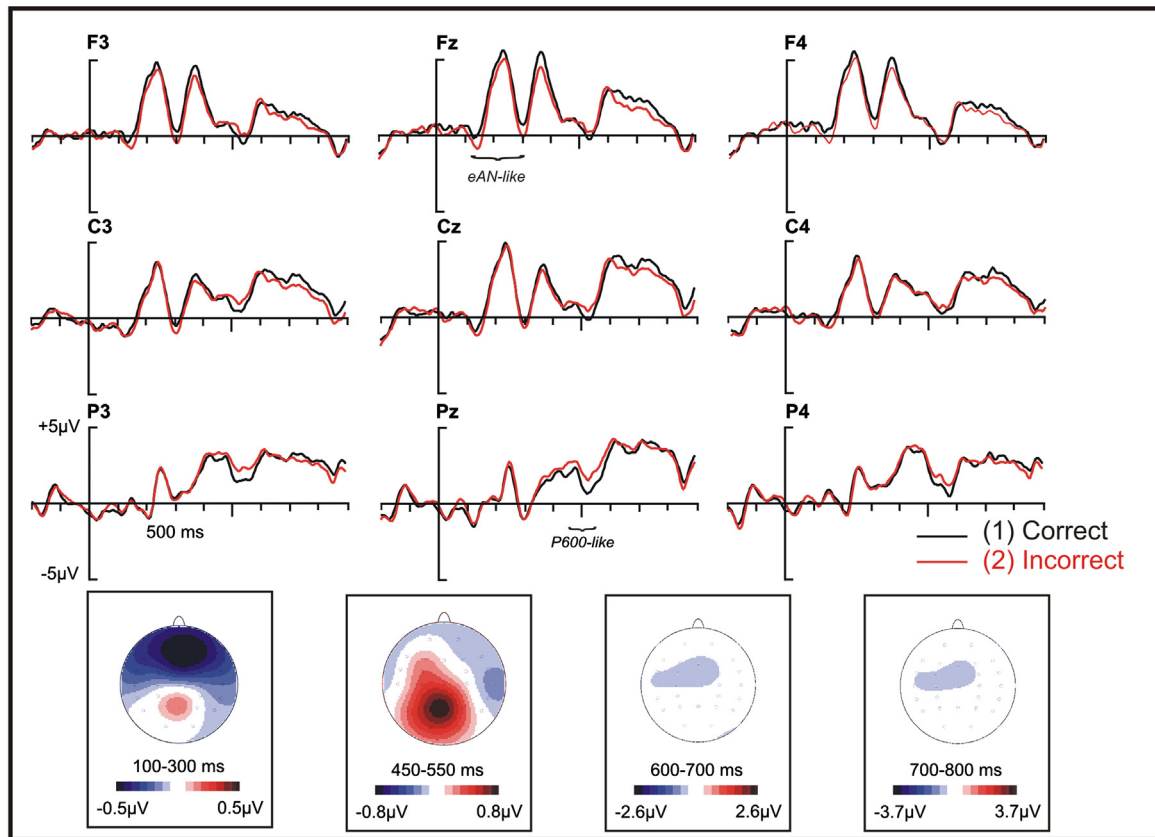 F3 Fz F4
eAN-like
C3 Cz C4
P3 Pz P4
+5µV
500 ms
-5µV
P600-like
(1) Correct
(2) Incorrect
100-300 ms 450-550 ms 600-700 ms 700-800 ms
-0.5µV 0.5µV -0.8µV 0.8µV -2.6µV 2.6µV -3.7µV 3.7µV